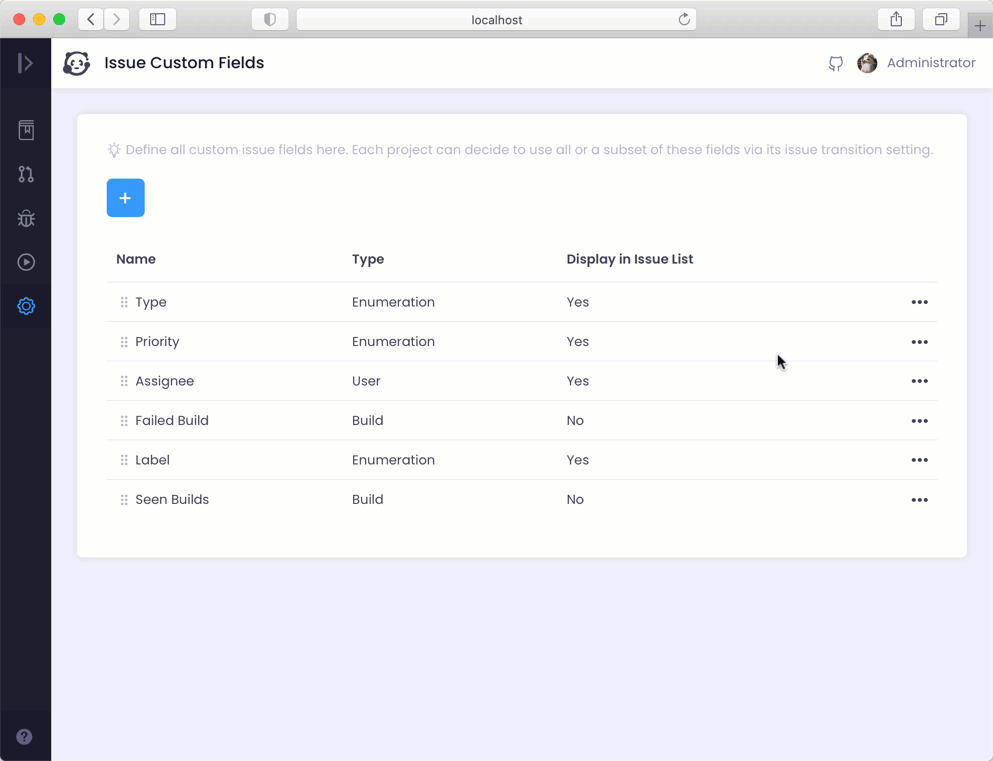 localhost
Issue Custom Fields
Administrator
Define all custom issue fields here. Each project can decide to use all or a subset of these fields via its issue transition setting.
+
Name Type Display in Issue List
Type Enumeration Yes
Priority Enumeration Yes
Assignee User Yes
Failed Build Build No
Label Enumeration Yes
Seen Builds Build No
?